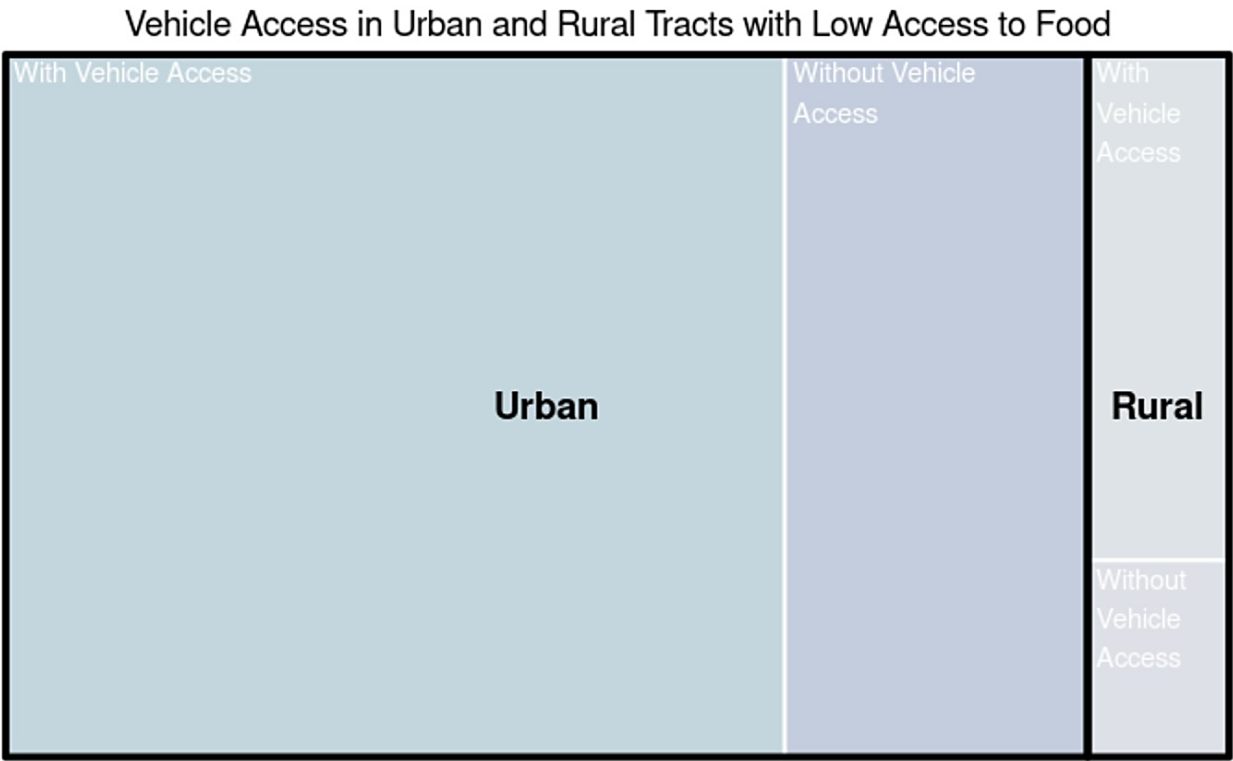 Vehicle Access in Urban and Rural Tracts with Low Access to Food
With Vehicle Access
Without Vehicle
Access
With
Vehicle
Access
Urban
Rural
Without
Vehicle
Access